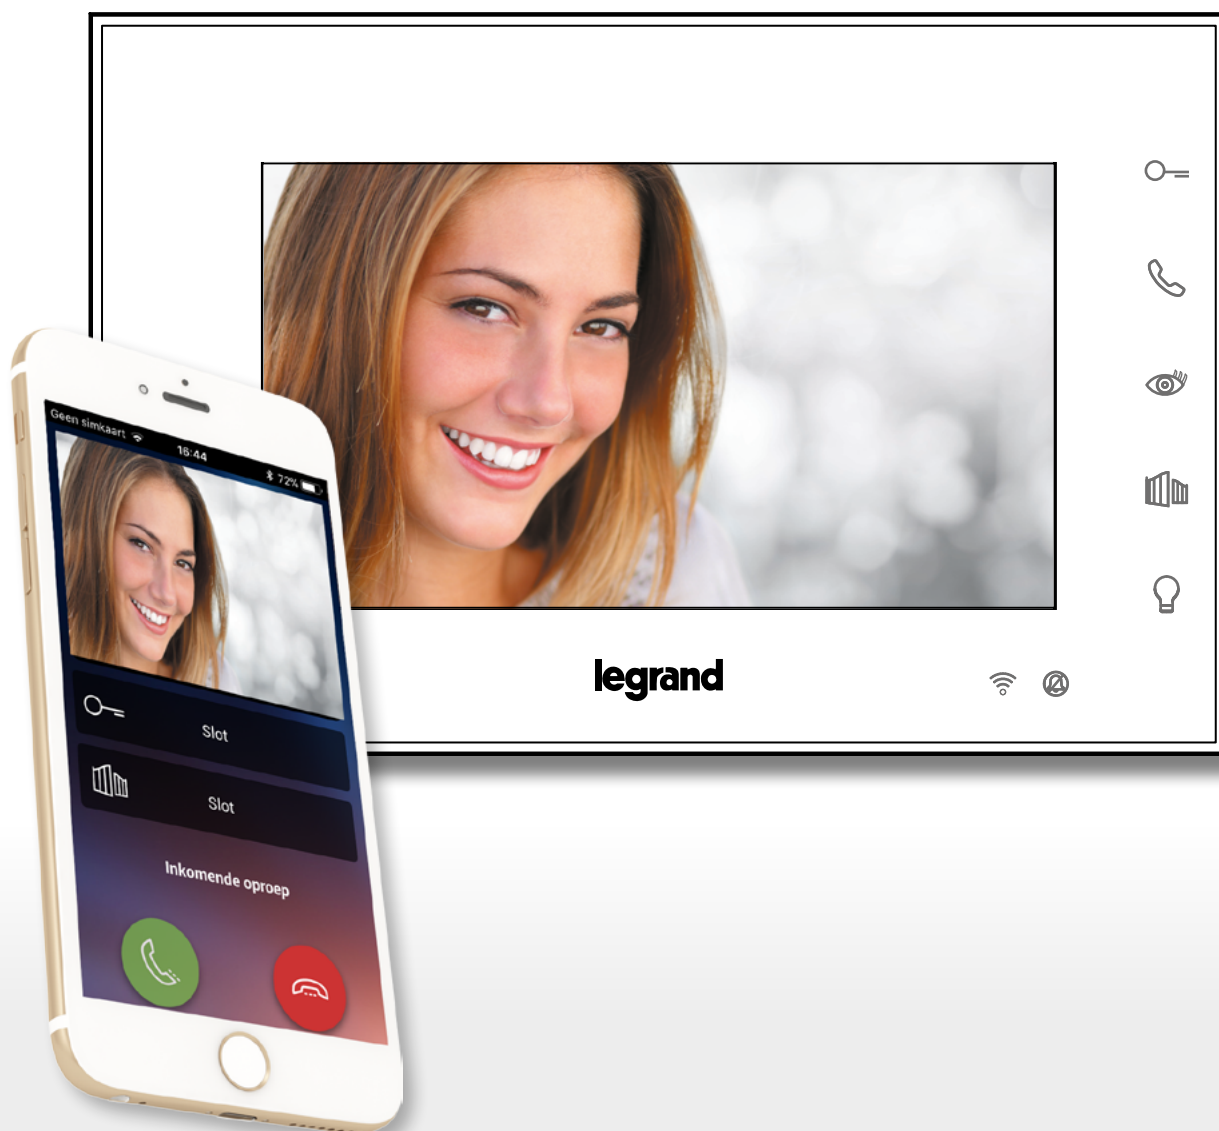 Geen simkaart
16:44
72%
Slot
Slot
Inkomende oproep
legrand